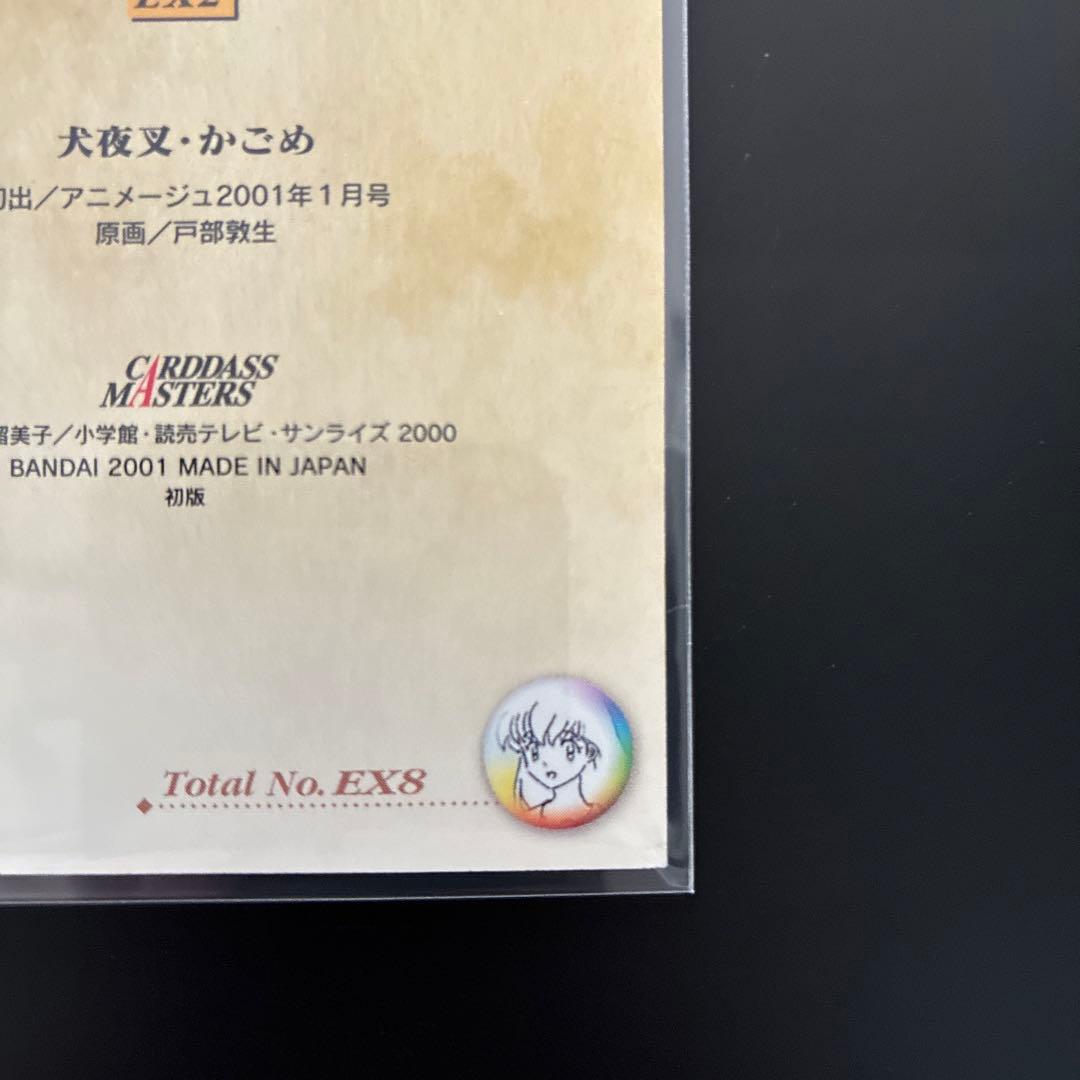 EX2
犬夜叉・かごめ
初出／アニメージュ2001年1月号
原画／戸部敦生
CARDDASS
MASTERS
留美子／小学館・読売テレビ・サンライズ 2000
BANDAI 2001 MADE IN JAPAN
初版
Total No. EX8